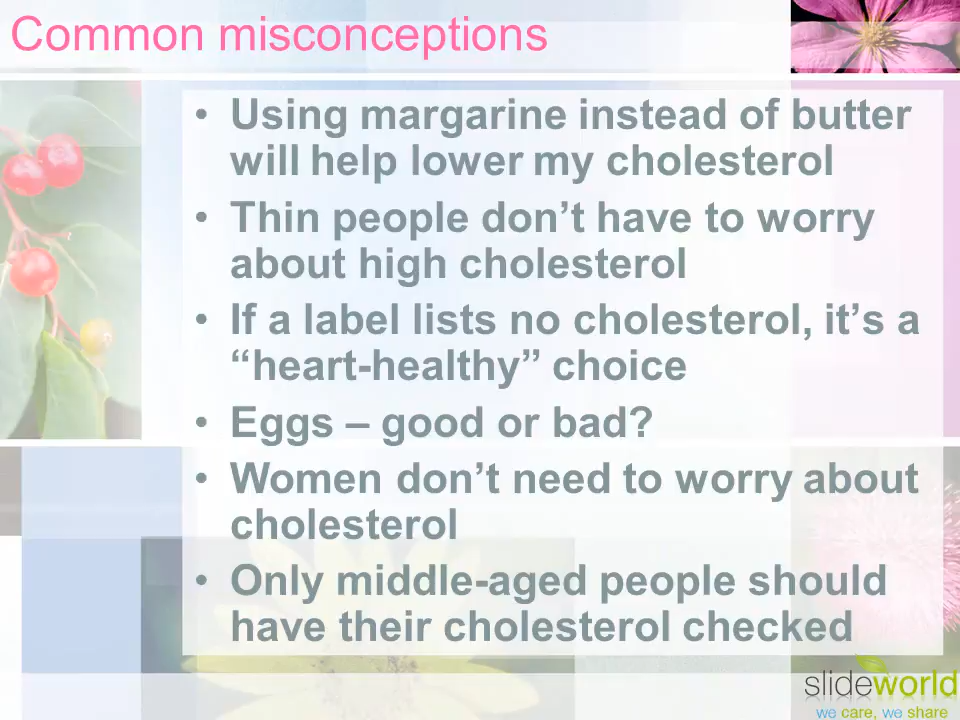 Common misconceptions
• Using margarine instead of butter
will help lower my cholesterol
• Thin people don’t have to worry
about high cholesterol
• If a label lists no cholesterol, it’s a
“heart-healthy” choice
• Eggs – good or bad?
• Women don’t need to worry about
cholesterol
• Only middle-aged people should
have their cholesterol checked
slideworld
we care, we share